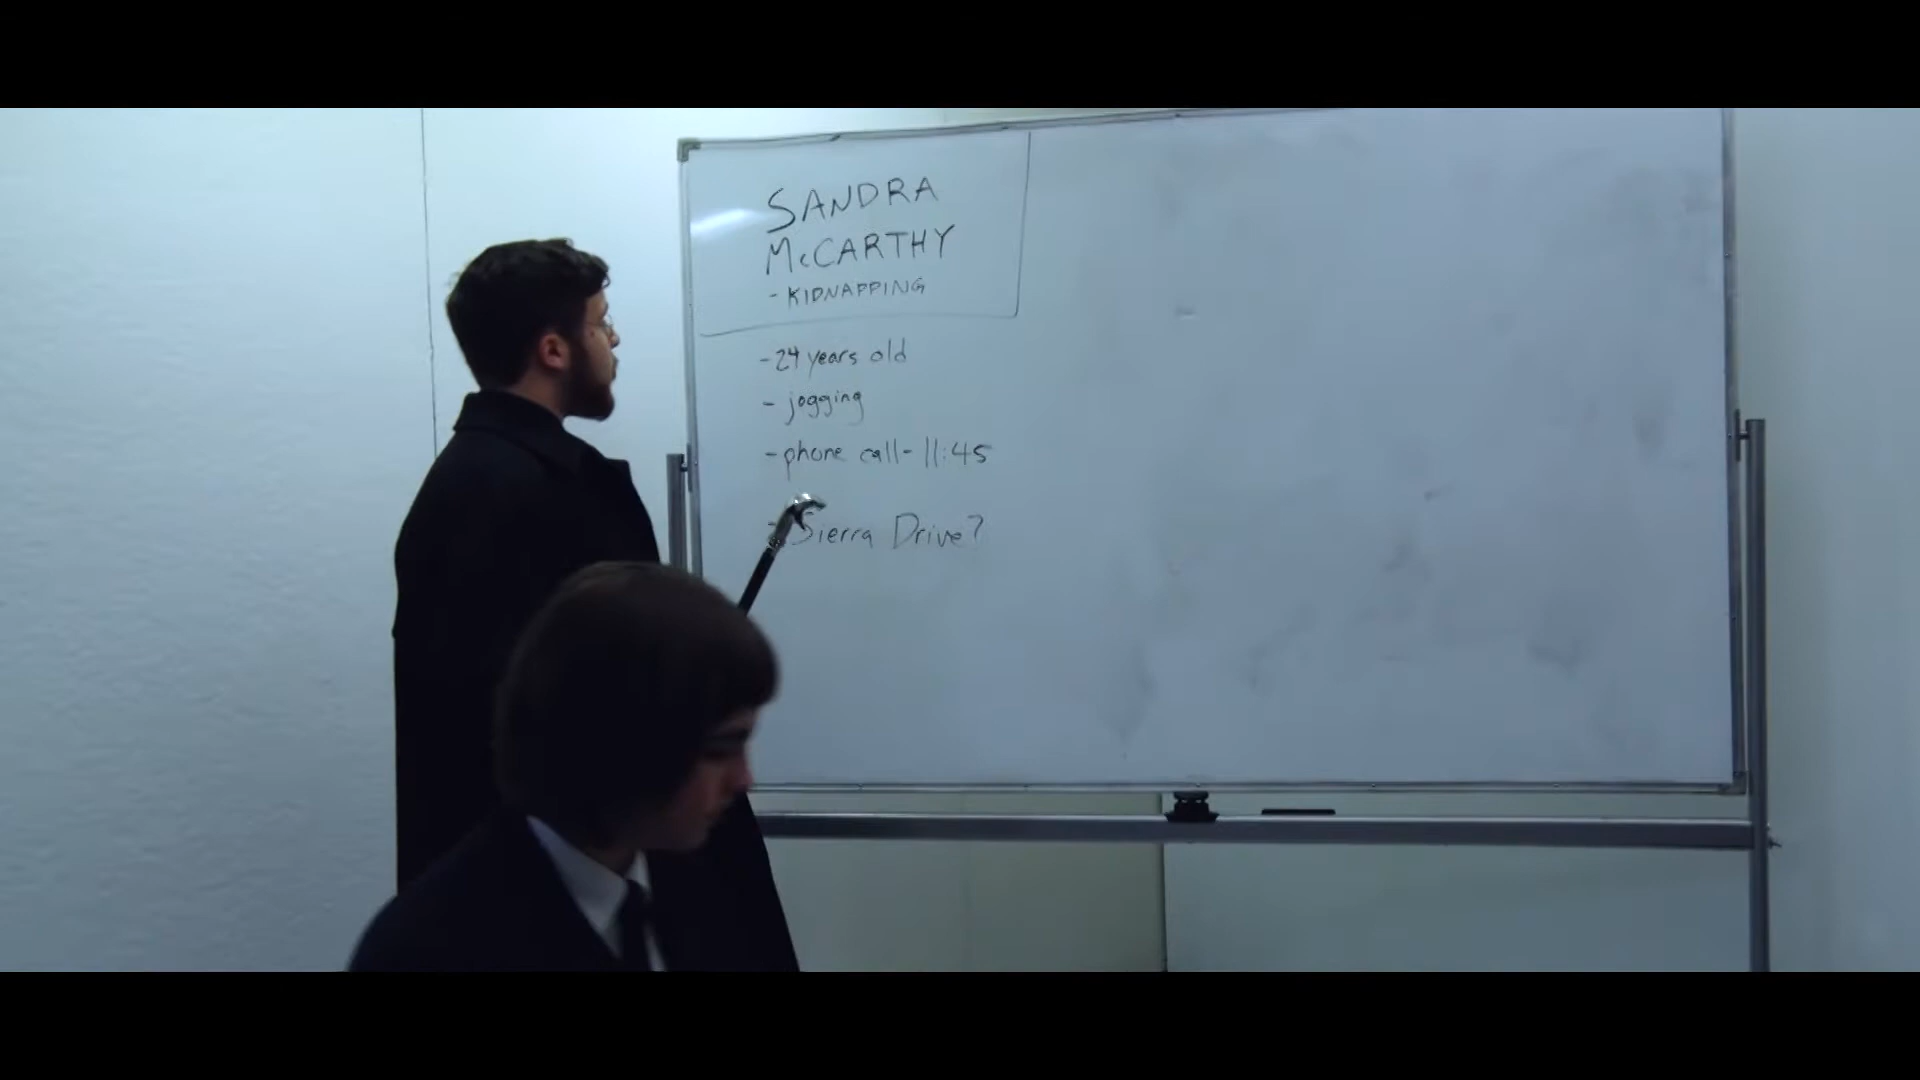 SANDRA
McCARTHY
- KIDNAPPING
- 24 years old
- jogging
- phone call - 11:45
- Sierra Drive?